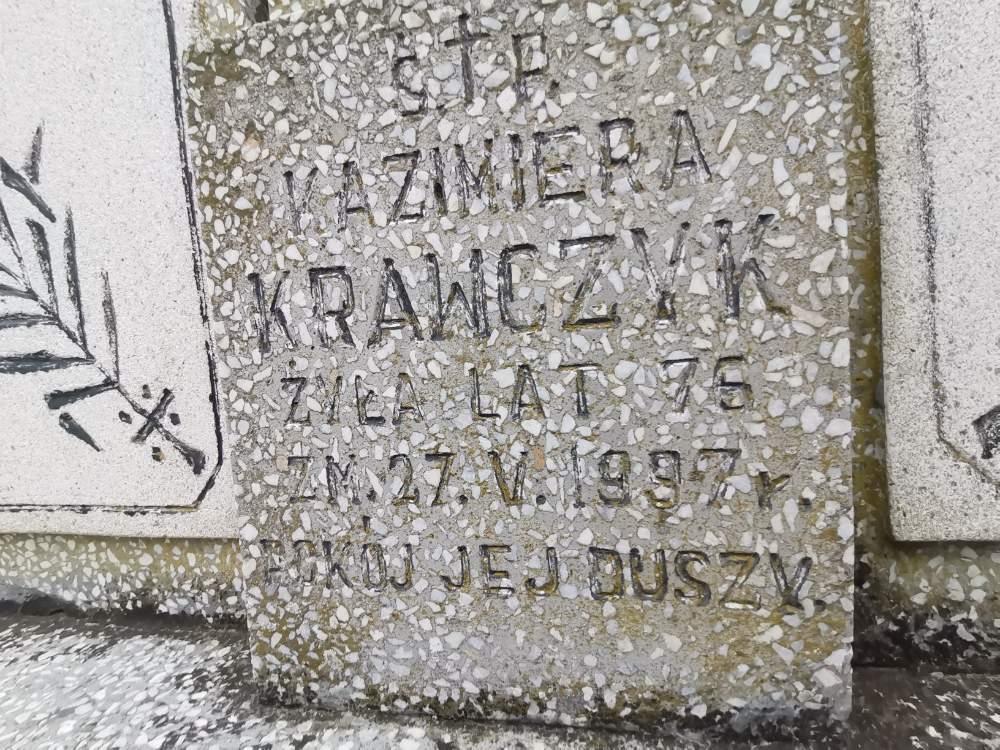 Ś.†P.
KAZIMIERA
KRAWCZYK
ŻYŁA LAT 76
ZM. 27. V. 1997 r.
POKÓJ JEJ DUSZY.